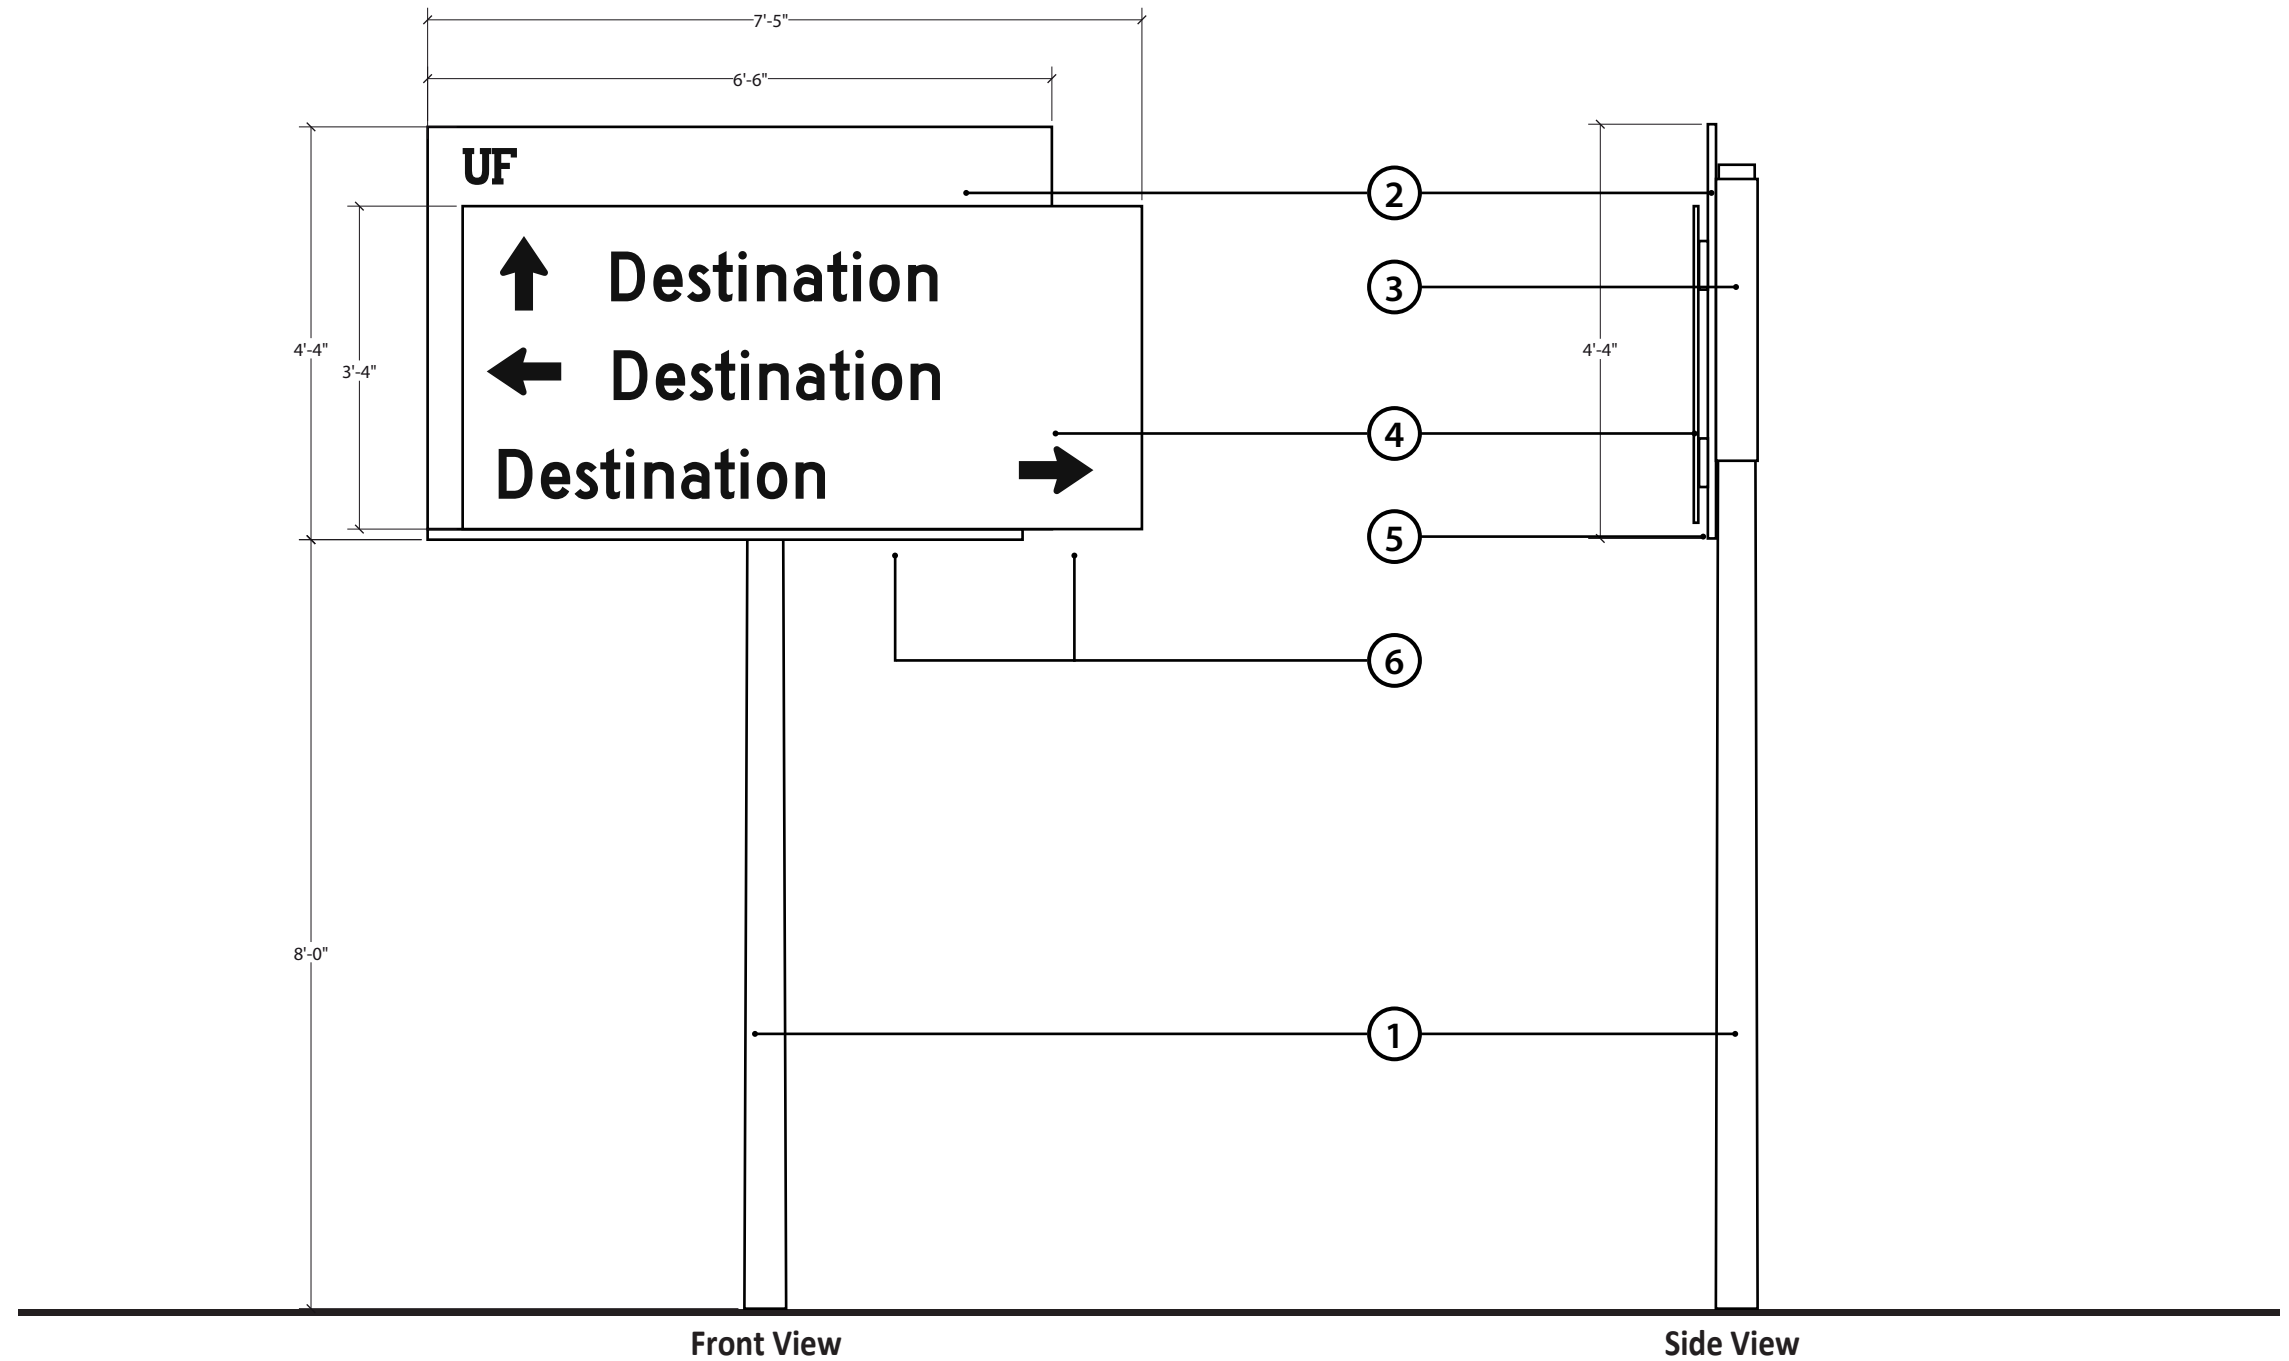 7'-5"
6'-6"
UF
2
Destination
3
4'-4"
3'-4"
4'-4"
Destination
4
Destination
5
6
8'-0"
1
Front View
Side View